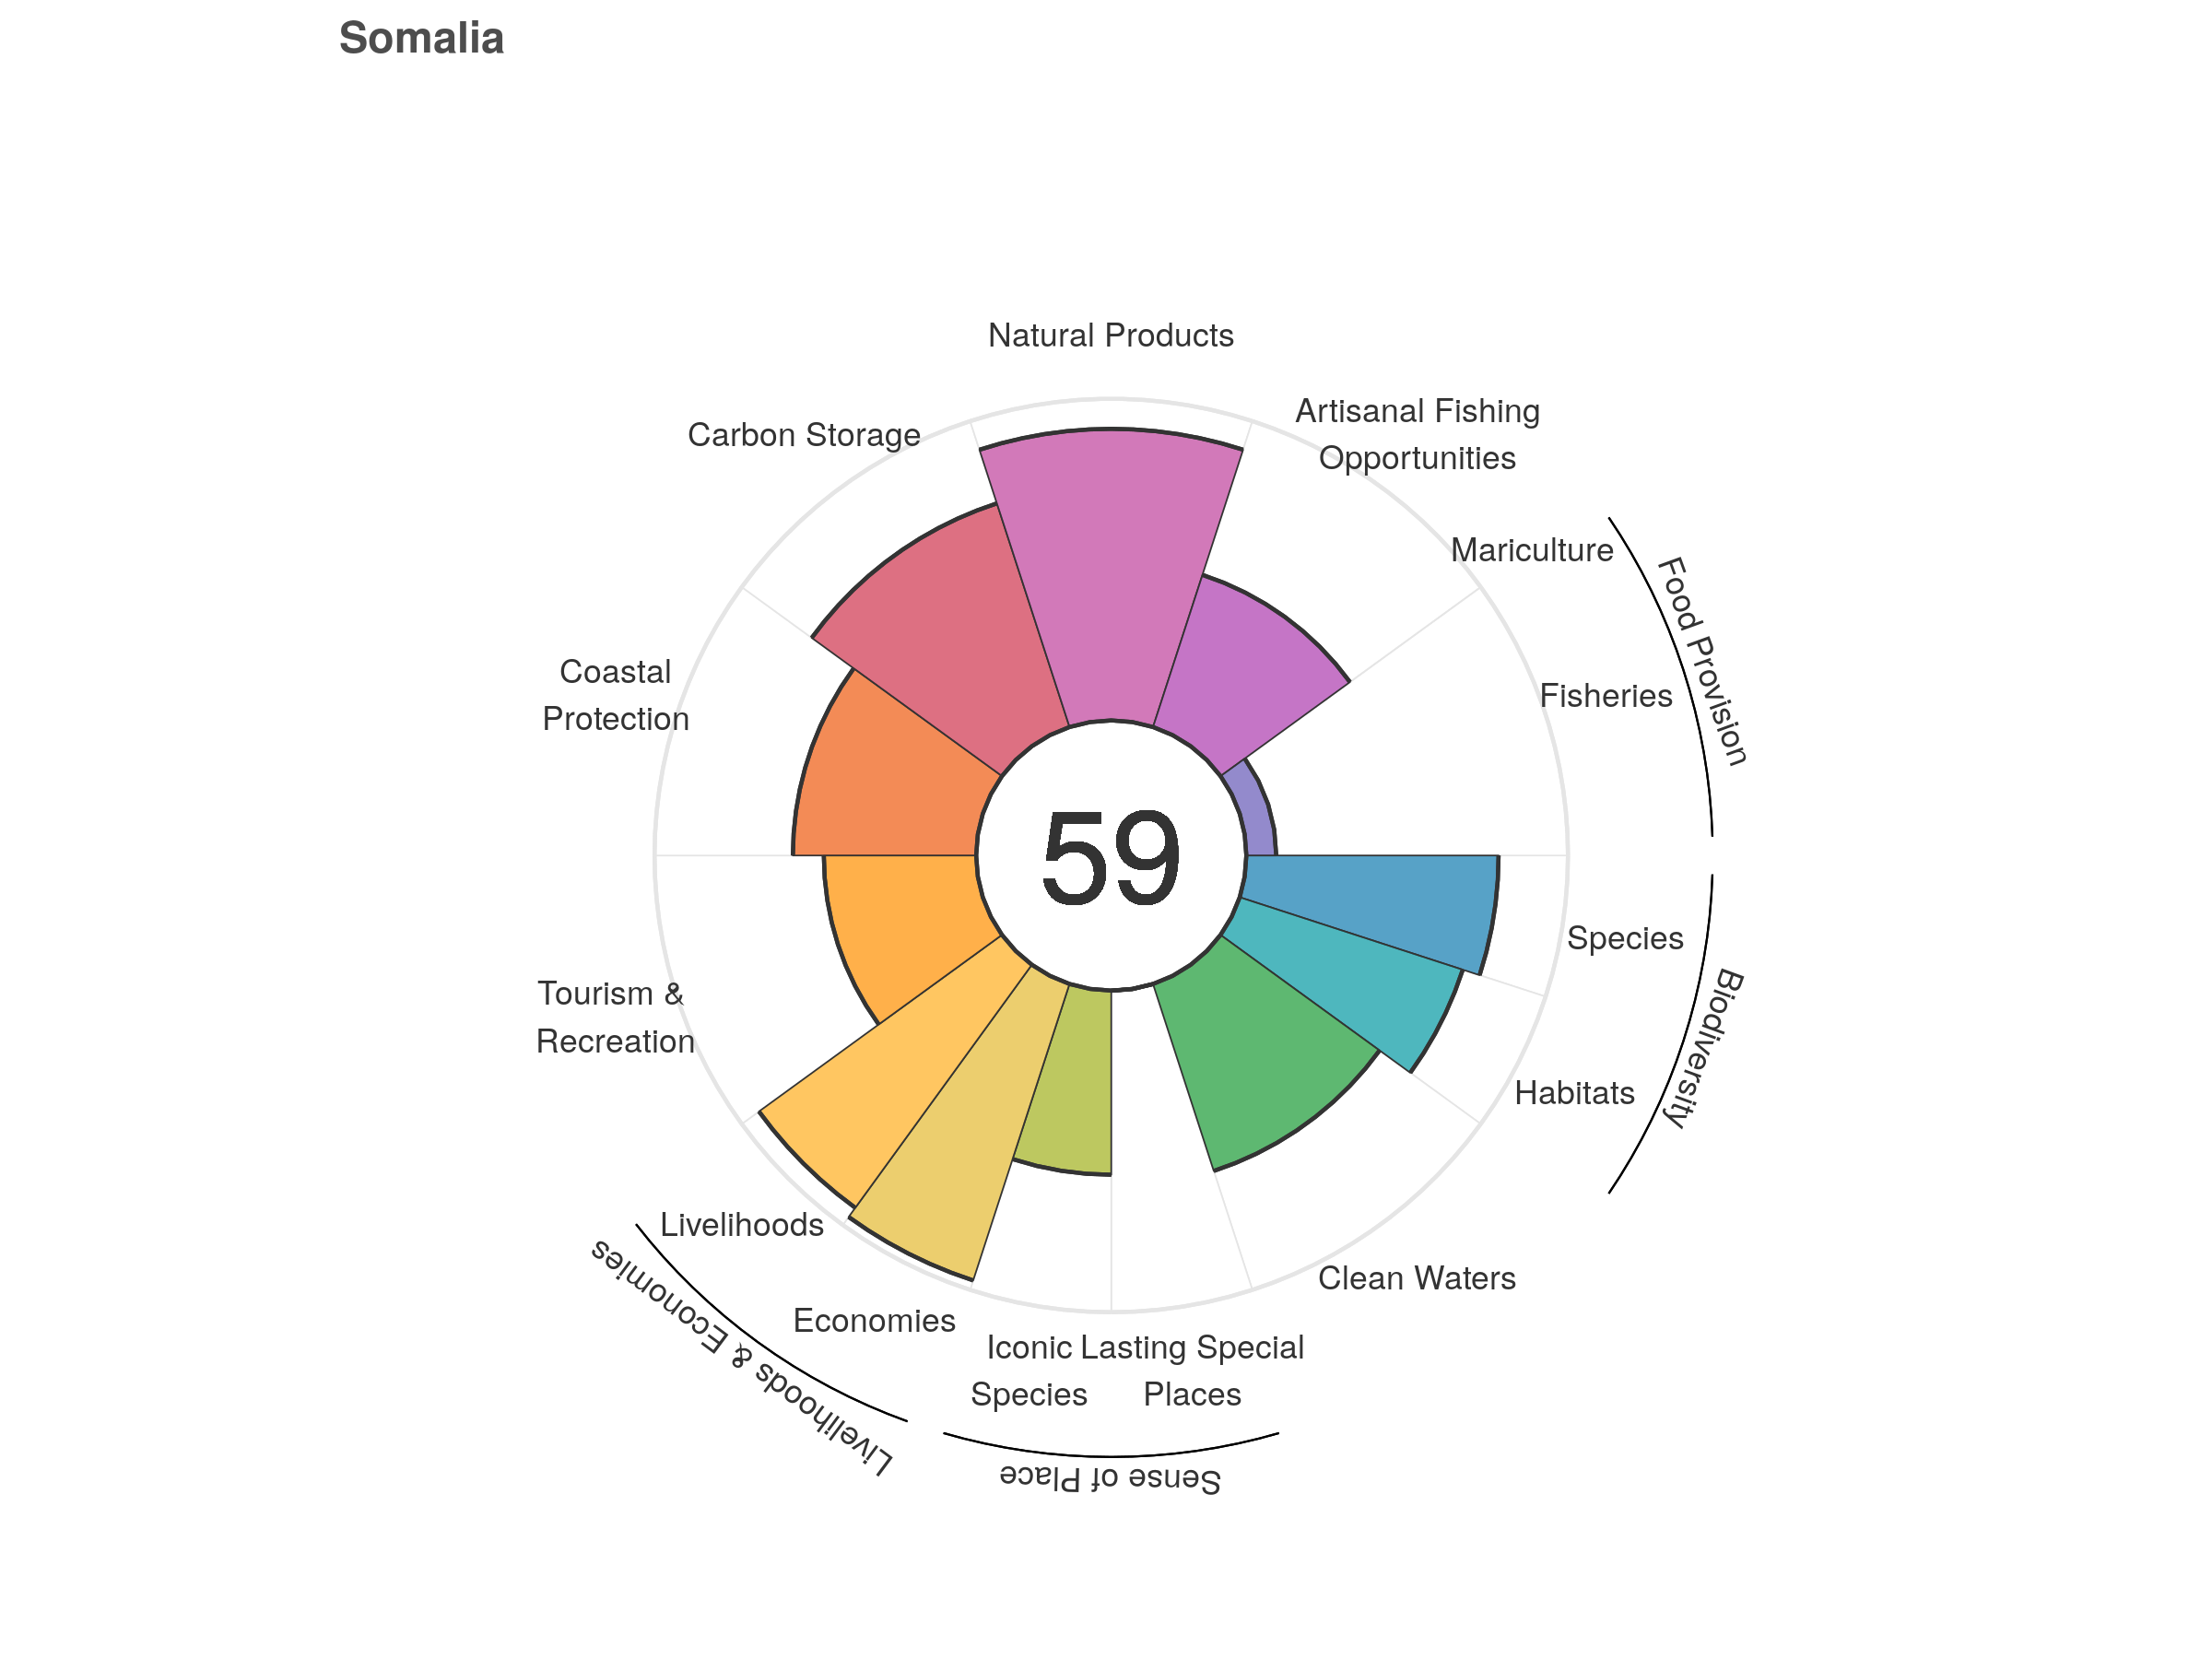 Somalia
Natural Products
Artisanal Fishing
Opportunities
Carbon Storage
Mariculture
Food Provision
Fisheries
Coastal
Protection
59
Species
Biodiversity
Tourism &
Recreation
Habitats
Livelihoods
Clean Waters
Economies
Livelihoods & Economies
Iconic
Species
Lasting Special
Places
Sense of Place